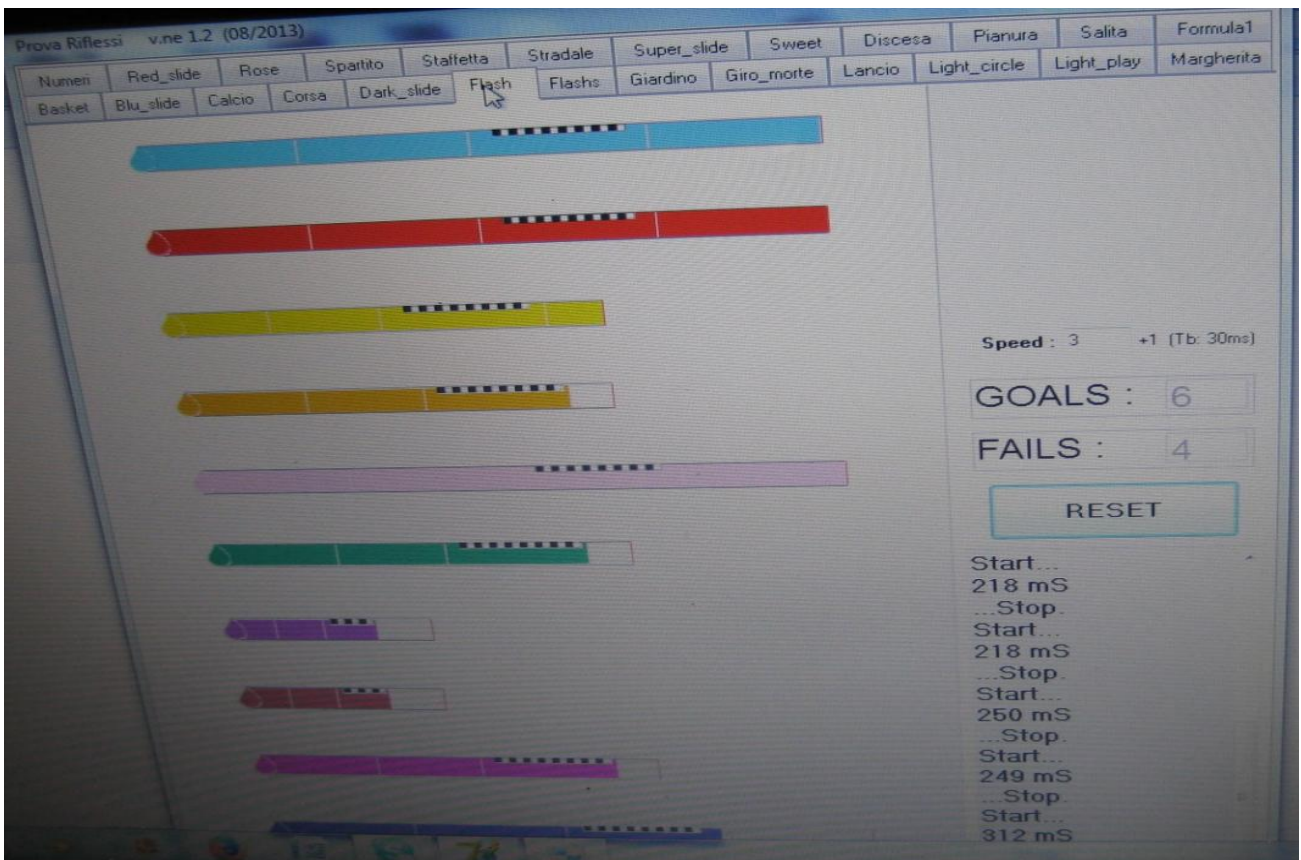 Prova Riflessi v.ne 1.2 (08/2013)
Numeri Red_slide Rose Spartito Staffetta Stradale Super_slide Sweet Discesa Pianura Salita Formula1
Basket Blu_slide Calcio Corsa Dark_slide Flash Flashs Giardino Giro_morte Lancio Light_circle Light_play Margherita
Speed : 3 +1 (Tb: 30ms)
GOALS : 6
FAILS : 4
RESET
Start...
218 mS
...Stop.
Start...
218 mS
...Stop.
Start...
250 mS
...Stop.
Start...
249 mS
...Stop.
Start...
312 mS